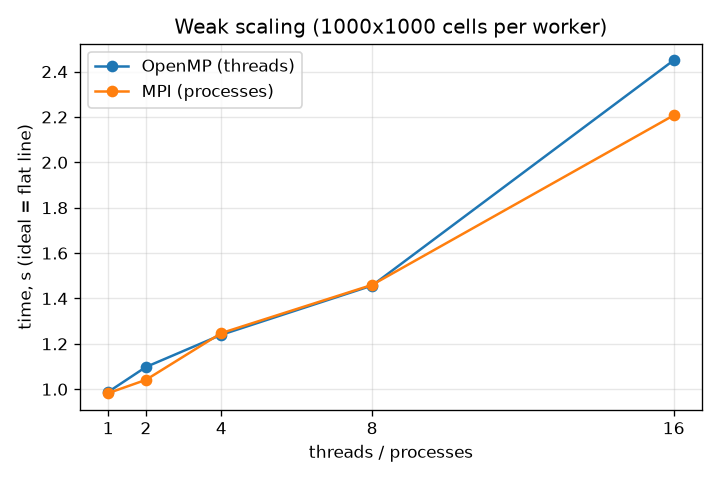 Weak scaling (1000x1000 cells per worker)
OpenMP (threads)
MPI (processes)
time, s (ideal = flat line)
2.4
2.2
2.0
1.8
1.6
1.4
1.2
1.0
1 2 4 8 16
threads / processes